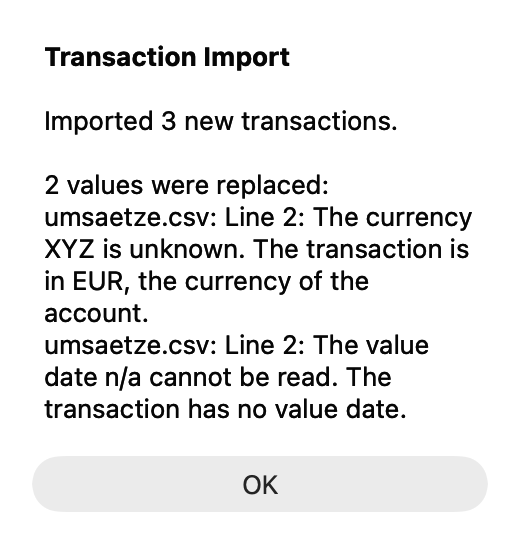 Transaction Import
Imported 3 new transactions.
2 values were replaced:
umsaetze.csv: Line 2: The currency
XYZ is unknown. The transaction is
in EUR, the currency of the
account.
umsaetze.csv: Line 2: The value
date n/a cannot be read. The
transaction has no value date.
OK